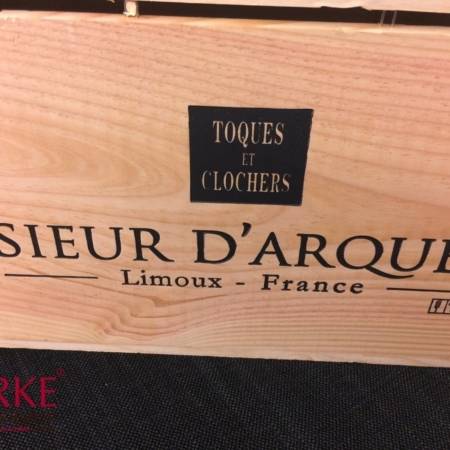 TOQUES
ET
CLOCHERS
SIEUR D'ARQUE
Limoux - France
RKE